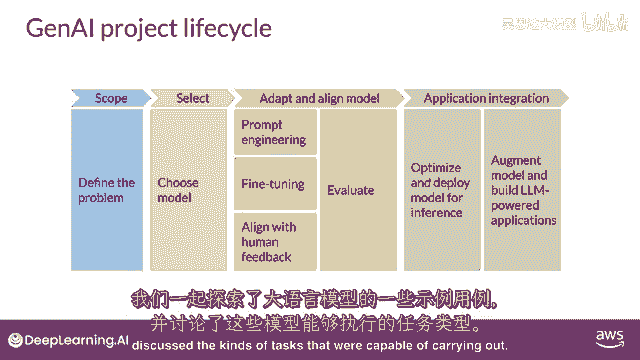 GenAI project lifecycle
Scope
Select
Adapt and align model
Application integration
Define the
problem
Choose
model
Prompt
engineering
Fine-tuning
Align with
human
feedback
Evaluate
Optimize
and deploy
model for
inference
Augment
model and
build LLM-
powered
applications
我们一起探索了大语言模型的一些示例用例,
并讨论了这些模型能够执行的任务类型。
discussed the kinds of tasks that were capable of carrying out.
DeepLearning.AI
aws